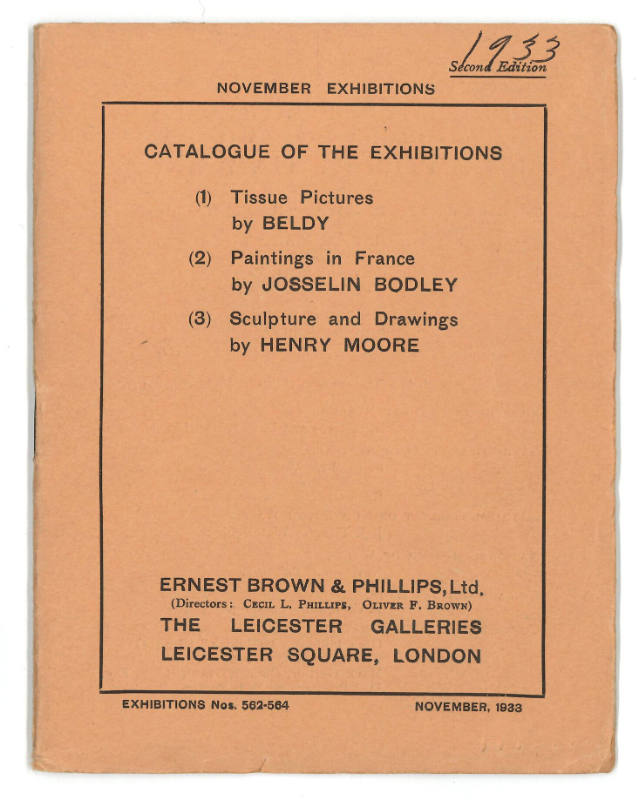 1933
Second Edition
NOVEMBER EXHIBITIONS
CATALOGUE OF THE EXHIBITIONS
(1) Tissue Pictures
by BELDY
(2) Paintings in France
by JOSSELIN BODLEY
(3) Sculpture and Drawings
by HENRY MOORE
ERNEST BROWN & PHILLIPS, Ltd.
(Directors: CECIL L. PHILLIPS, OLIVER F. BROWN)
THE LEICESTER GALLERIES
LEICESTER SQUARE, LONDON
EXHIBITIONS Nos. 562-564 NOVEMBER, 1933